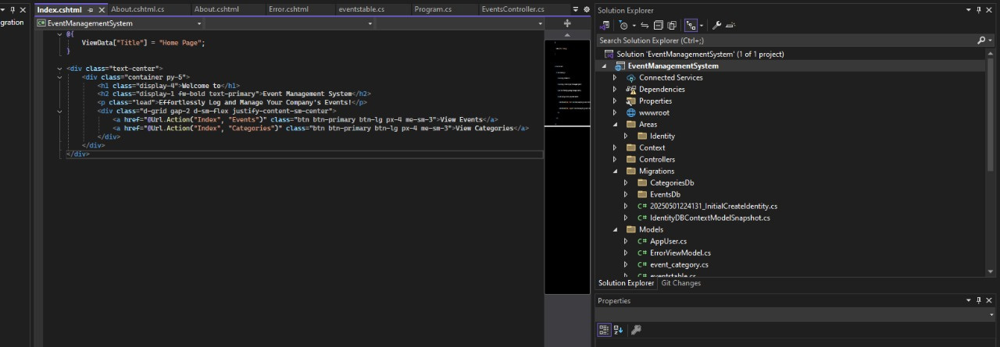 gration
Index.cshtml
About.cshtml.cs
About.cshtml
Error.cshtml
eventstable.cs
Program.cs
EventsController.cs
EventManagementSystem
@{
ViewData["Title"] = "Home Page";
}
<div class="text-center">
<div class="container py-5">
<h1 class="display-4">Welcome to</h1>
<h2 class="display-1 fw-bold text-primary">Event Management System</h2>
<p class="lead">Effortlessly Log and Manage Your Company's Events!</p>
<div class="d-grid gap-2 d-sm-flex justify-content-sm-center">
<a href="@Url.Action("Index", "Events")" class="btn btn-primary btn-lg px-4 me-sm-3">View Events</a>
<a href="@Url.Action("Index", "Categories")" class="btn btn-primary btn-lg px-4 me-sm-3">View Categories</a>
</div>
</div>
</div>
Solution Explorer
Search Solution Explorer (Ctrl+;)
Solution 'EventManagementSystem' (1 of 1 project)
EventManagementSystem
Connected Services
Dependencies
Properties
wwwroot
Areas
Identity
Context
Controllers
Migrations
CategoriesDb
EventsDb
C# 20250501224131_InitialCreateIdentity.cs
C# IdentityDBContextModelSnapshot.cs
Models
C# AppUser.cs
C# ErrorViewModel.cs
C# event_category.cs
C# eventstable.cs
Solution Explorer
Git Changes
Properties